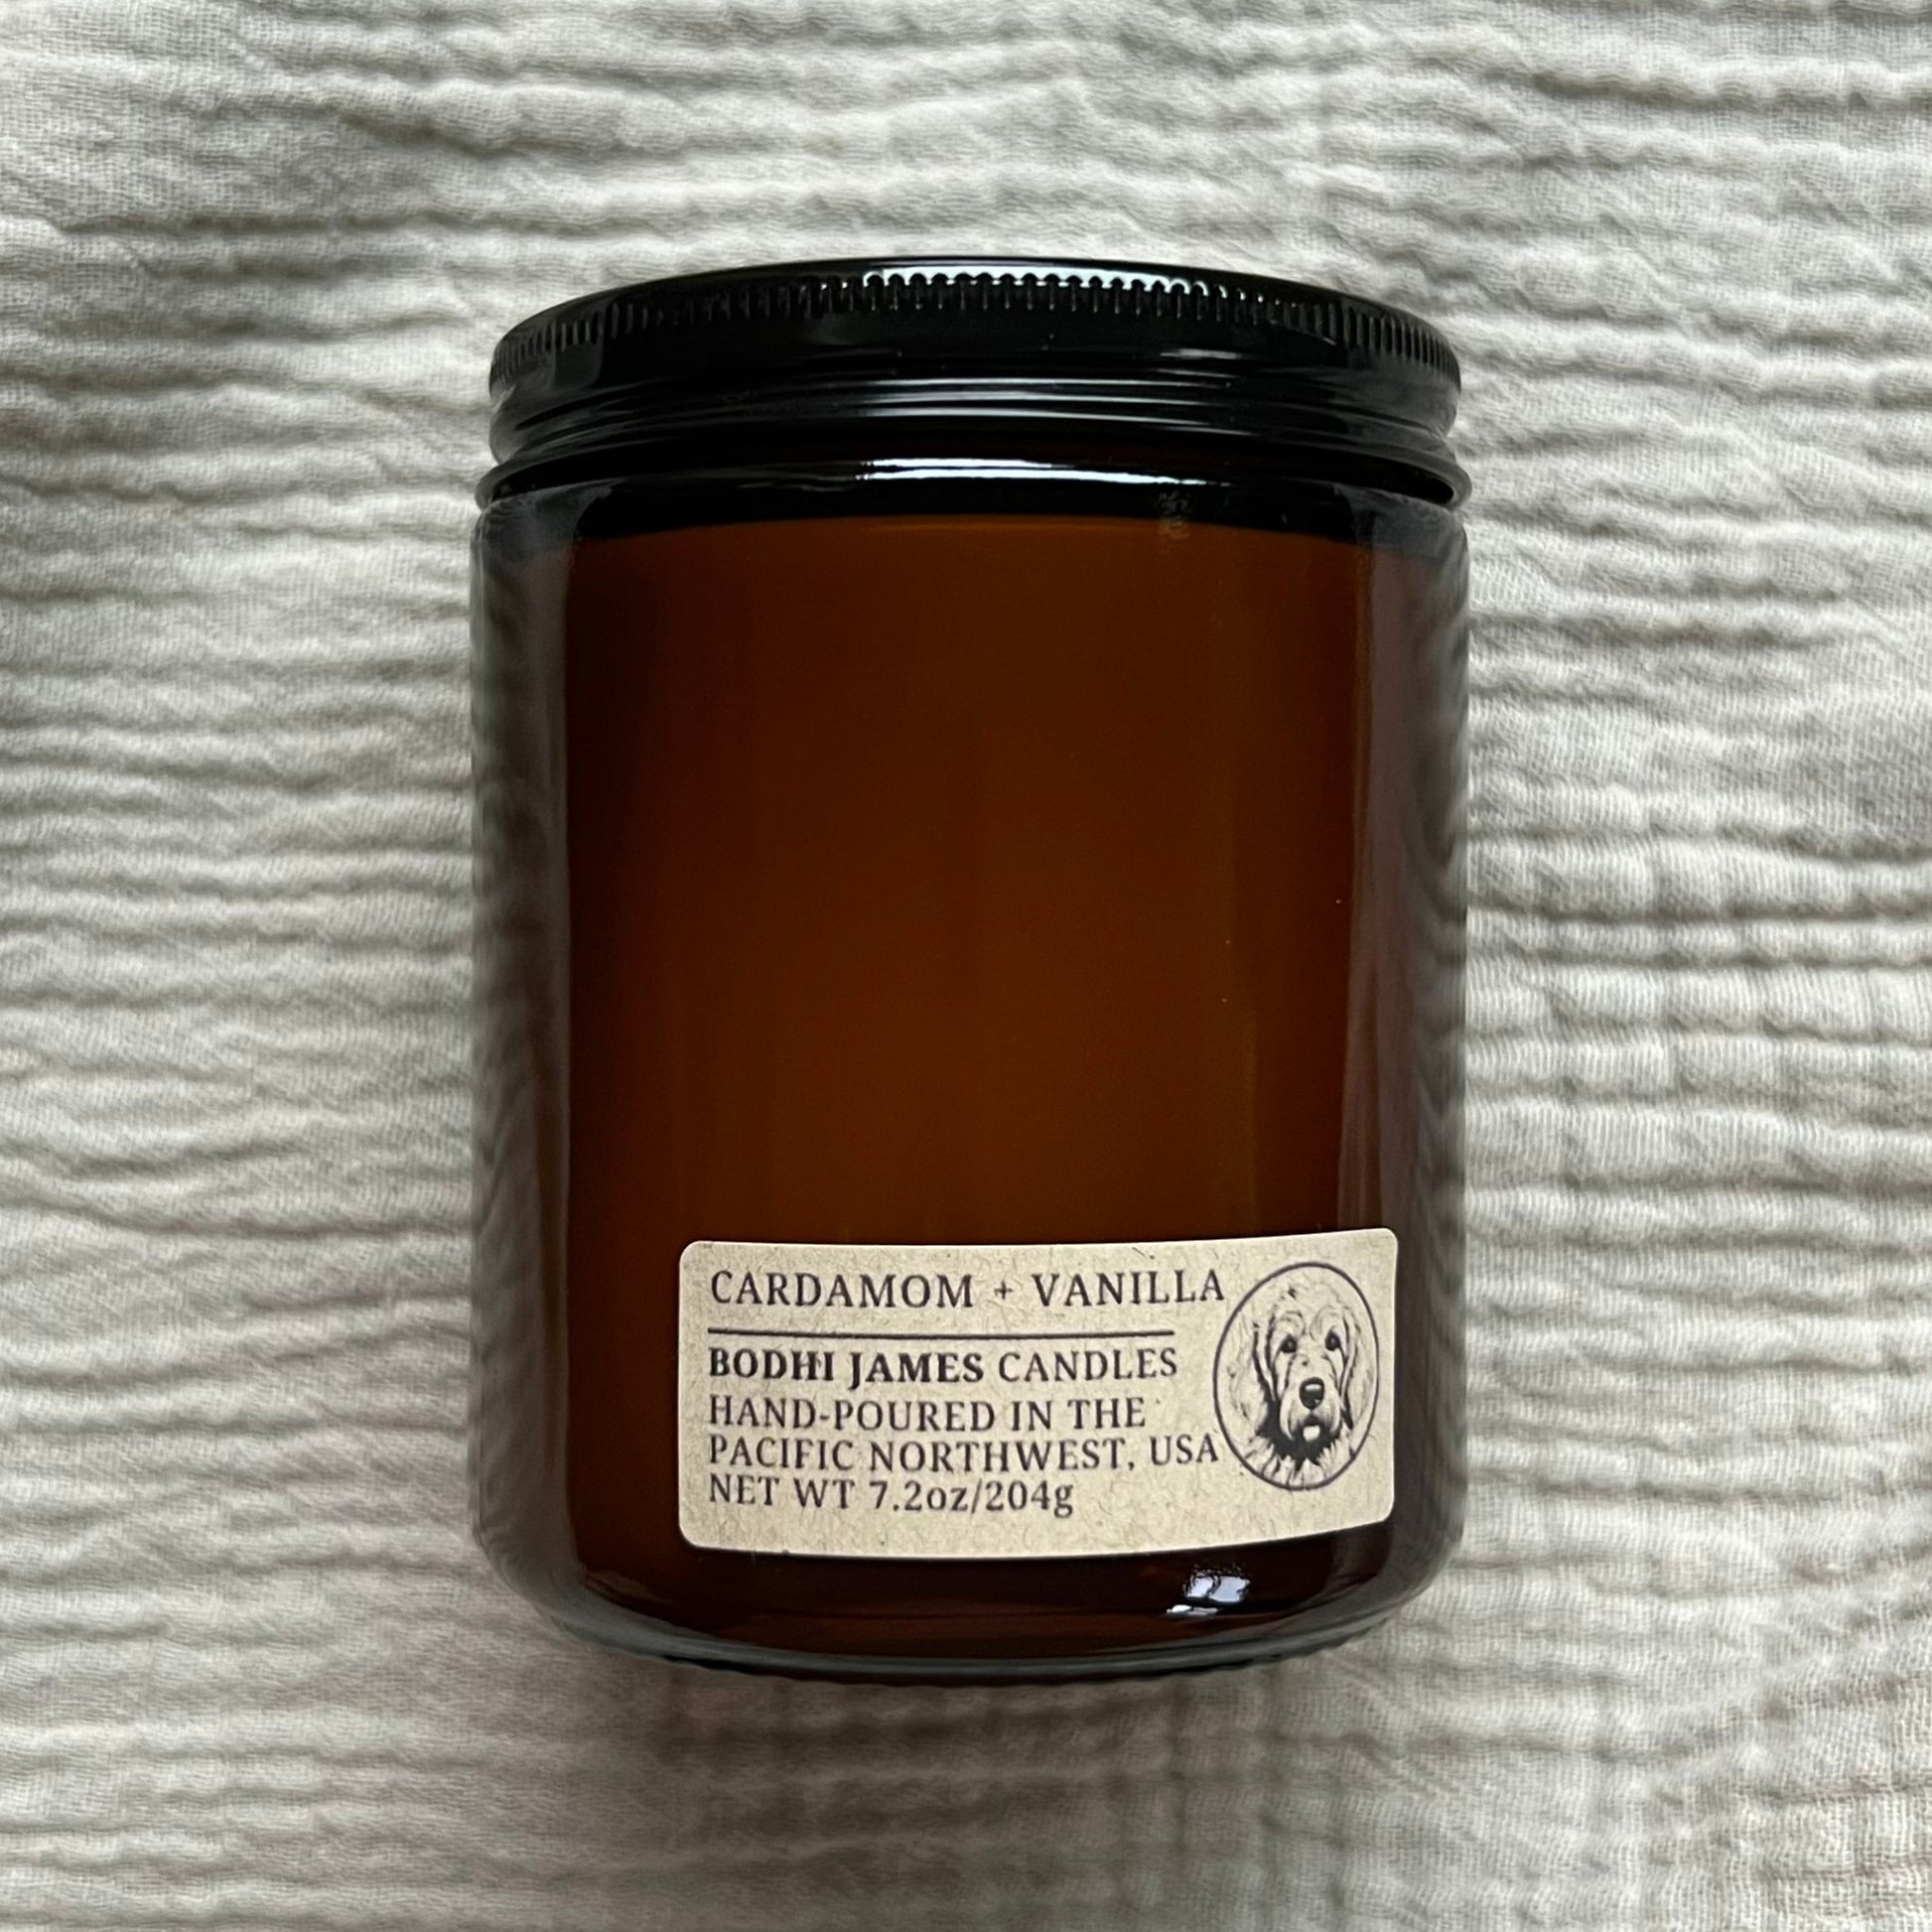 CARDAMOM + VANILLA
BODHI JAMES CANDLES
HAND-POURED IN THE
PACIFIC NORTHWEST, USA
NET WT 7.2oz/204g